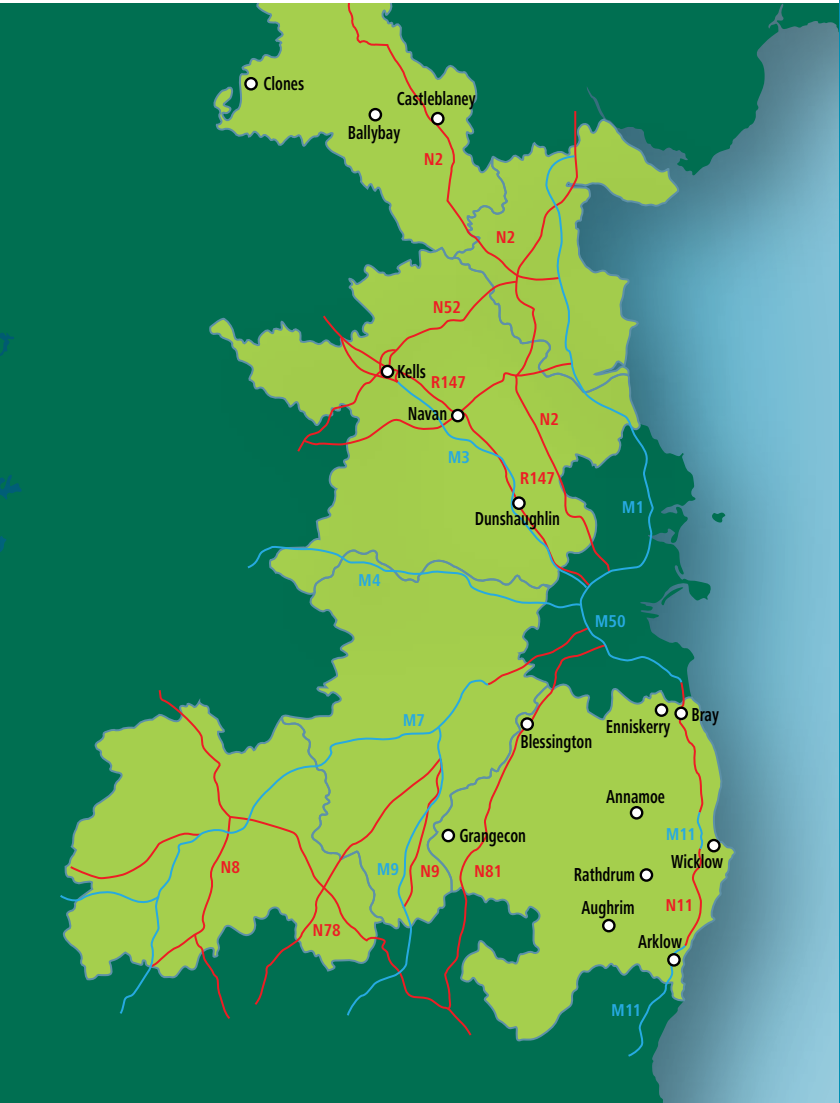 Clones
Castleblaney
Ballybay
N2
N2
N52
Kells
R147
Navan
N2
M3
R147
M1
Dunshaughlin
M4
M50
M7
Enniskerry
Bray
Blessington
Annamoe
M11
Grangecon
Wicklow
N8
M9
N9
N81
Rathdrum
N11
Aughrim
N78
Arklow
M11